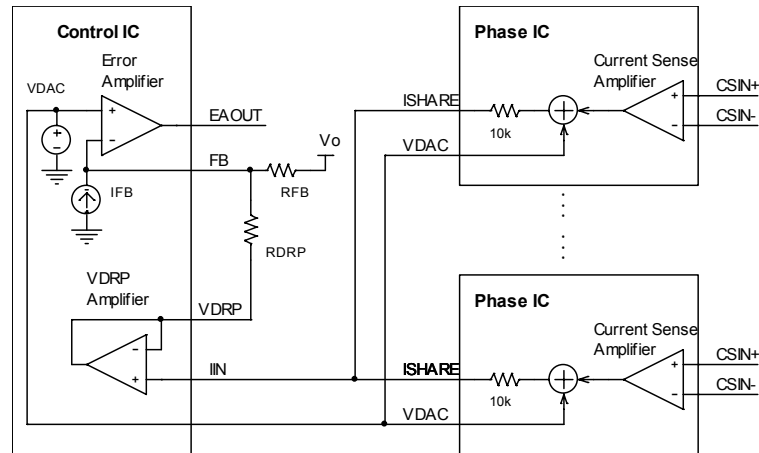 Control IC
Error
Amplifier
VDAC
+
-
+
-
EAOUT
FB
Vo
RFB
IFB
RDRP
VDRP
Amplifier
VDRP
-
+
IIN
Phase IC
Current Sense
Amplifier
ISHARE
10k
+
-
CSIN+
CSIN-
VDAC
Phase IC
Current Sense
Amplifier
ISHARE
10k
+
-
CSIN+
CSIN-
VDAC